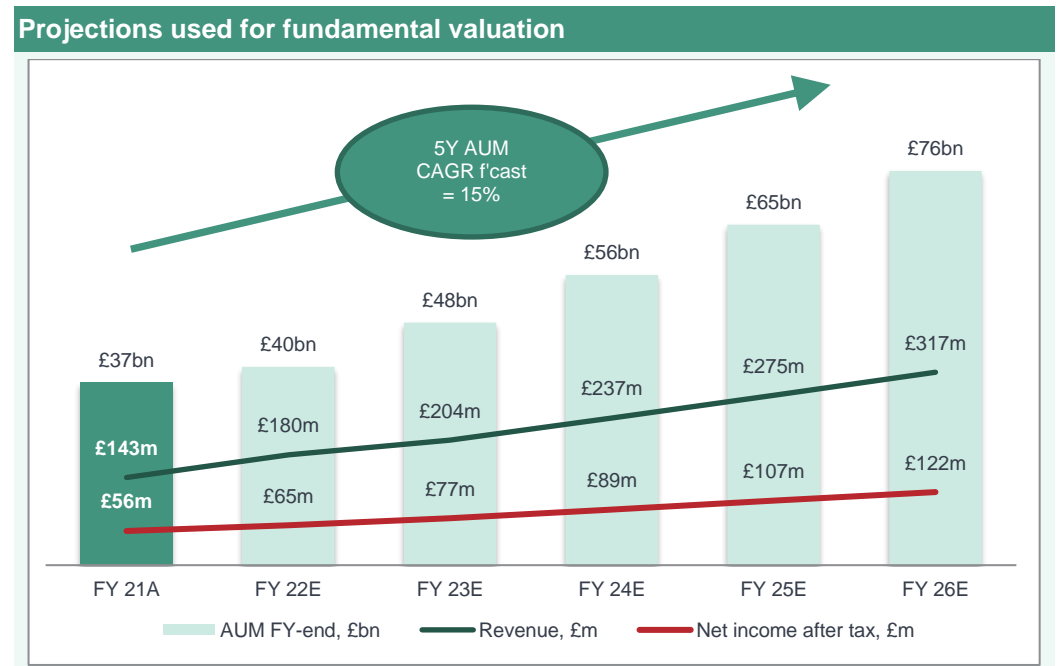 Projections used for fundamental valuation
5Y AUM
CAGR f'cast
= 15%
£76bn
£65bn
£56bn
£48bn
£40bn
£37bn
£317m
£275m
£237m
£204m
£180m
£143m
£122m
£107m
£89m
£77m
£65m
£56m
FY 21A FY 22E FY 23E FY 24E FY 25E FY 26E
AUM FY-end, £bn Revenue, £m Net income after tax, £m